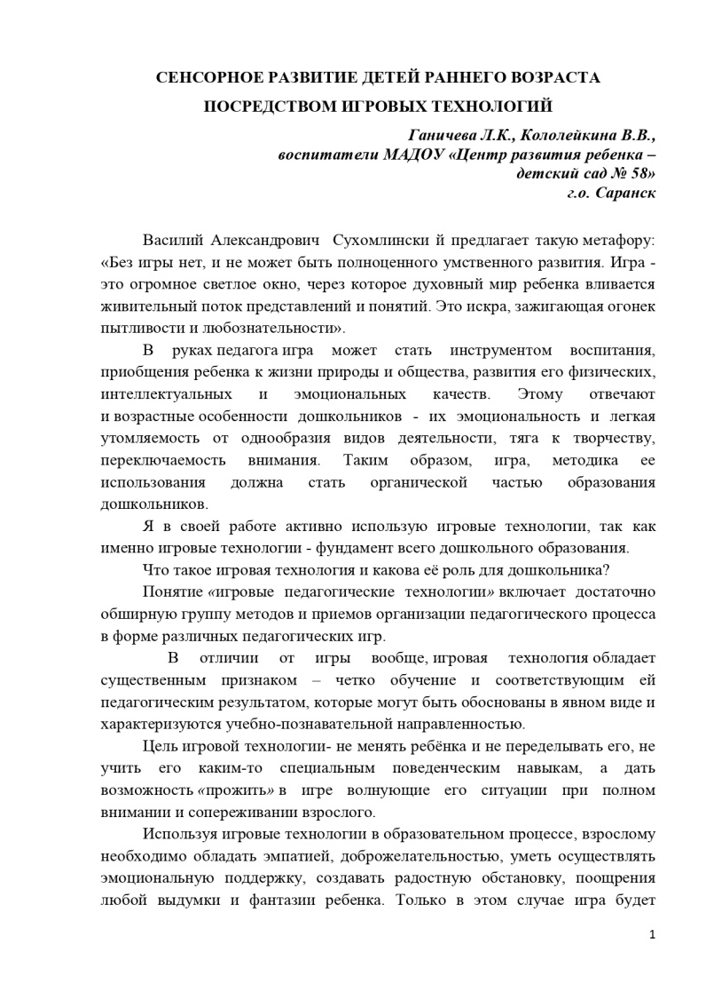 СЕНСОРНОЕ РАЗВИТИЕ ДЕТЕЙ РАННЕГО ВОЗРАСТА
ПОСРЕДСТВОМ ИГРОВЫХ ТЕХНОЛОГИЙ
Ганичева Л.К., Кололейкина В.В.,
воспитатели МАДОУ «Центр развития ребенка –
детский сад № 58»
г.о. Саранск
Василий Александрович Сухомлински й предлагает такую метафору:
«Без игры нет, и не может быть полноценного умственного развития. Игра -
это огромное светлое окно, через которое духовный мир ребенка вливается
живительный поток представлений и понятий. Это искра, зажигающая огонек
пытливости и любознательности».
В руках педагога игра может стать инструментом воспитания,
приобщения ребенка к жизни природы и общества, развития его физических,
интеллектуальных и эмоциональных качеств. Этому отвечают
и возрастные особенности дошкольников - их эмоциональность и легкая
утомляемость от однообразия видов деятельности, тяга к творчеству,
переключаемость внимания. Таким образом, игра, методика ее
использования должна стать органической частью образования
дошкольников.
Я в своей работе активно использую игровые технологии, так как
именно игровые технологии - фундамент всего дошкольного образования.
Что такое игровая технология и какова её роль для дошкольника?
Понятие «игровые педагогические технологии» включает достаточно
обширную группу методов и приемов организации педагогического процесса
в форме различных педагогических игр.
В отличии от игры вообще, игровая технология обладает
существенным признаком – четко обучение и соответствующим ей
педагогическим результатом, которые могут быть обоснованы в явном виде и
характеризуются учебно-познавательной направленностью.
Цель игровой технологии- не менять ребёнка и не переделывать его, не
учить его каким-то специальным поведенческим навыкам, а дать
возможность «прожить» в игре волнующие его ситуации при полном
внимании и сопереживании взрослого.
Используя игровые технологии в образовательном процессе, взрослому
необходимо обладать эмпатией, доброжелательностью, уметь осуществлять
эмоциональную поддержку, создавать радостную обстановку, поощрения
любой выдумки и фантазии ребенка. Только в этом случае игра будет
1